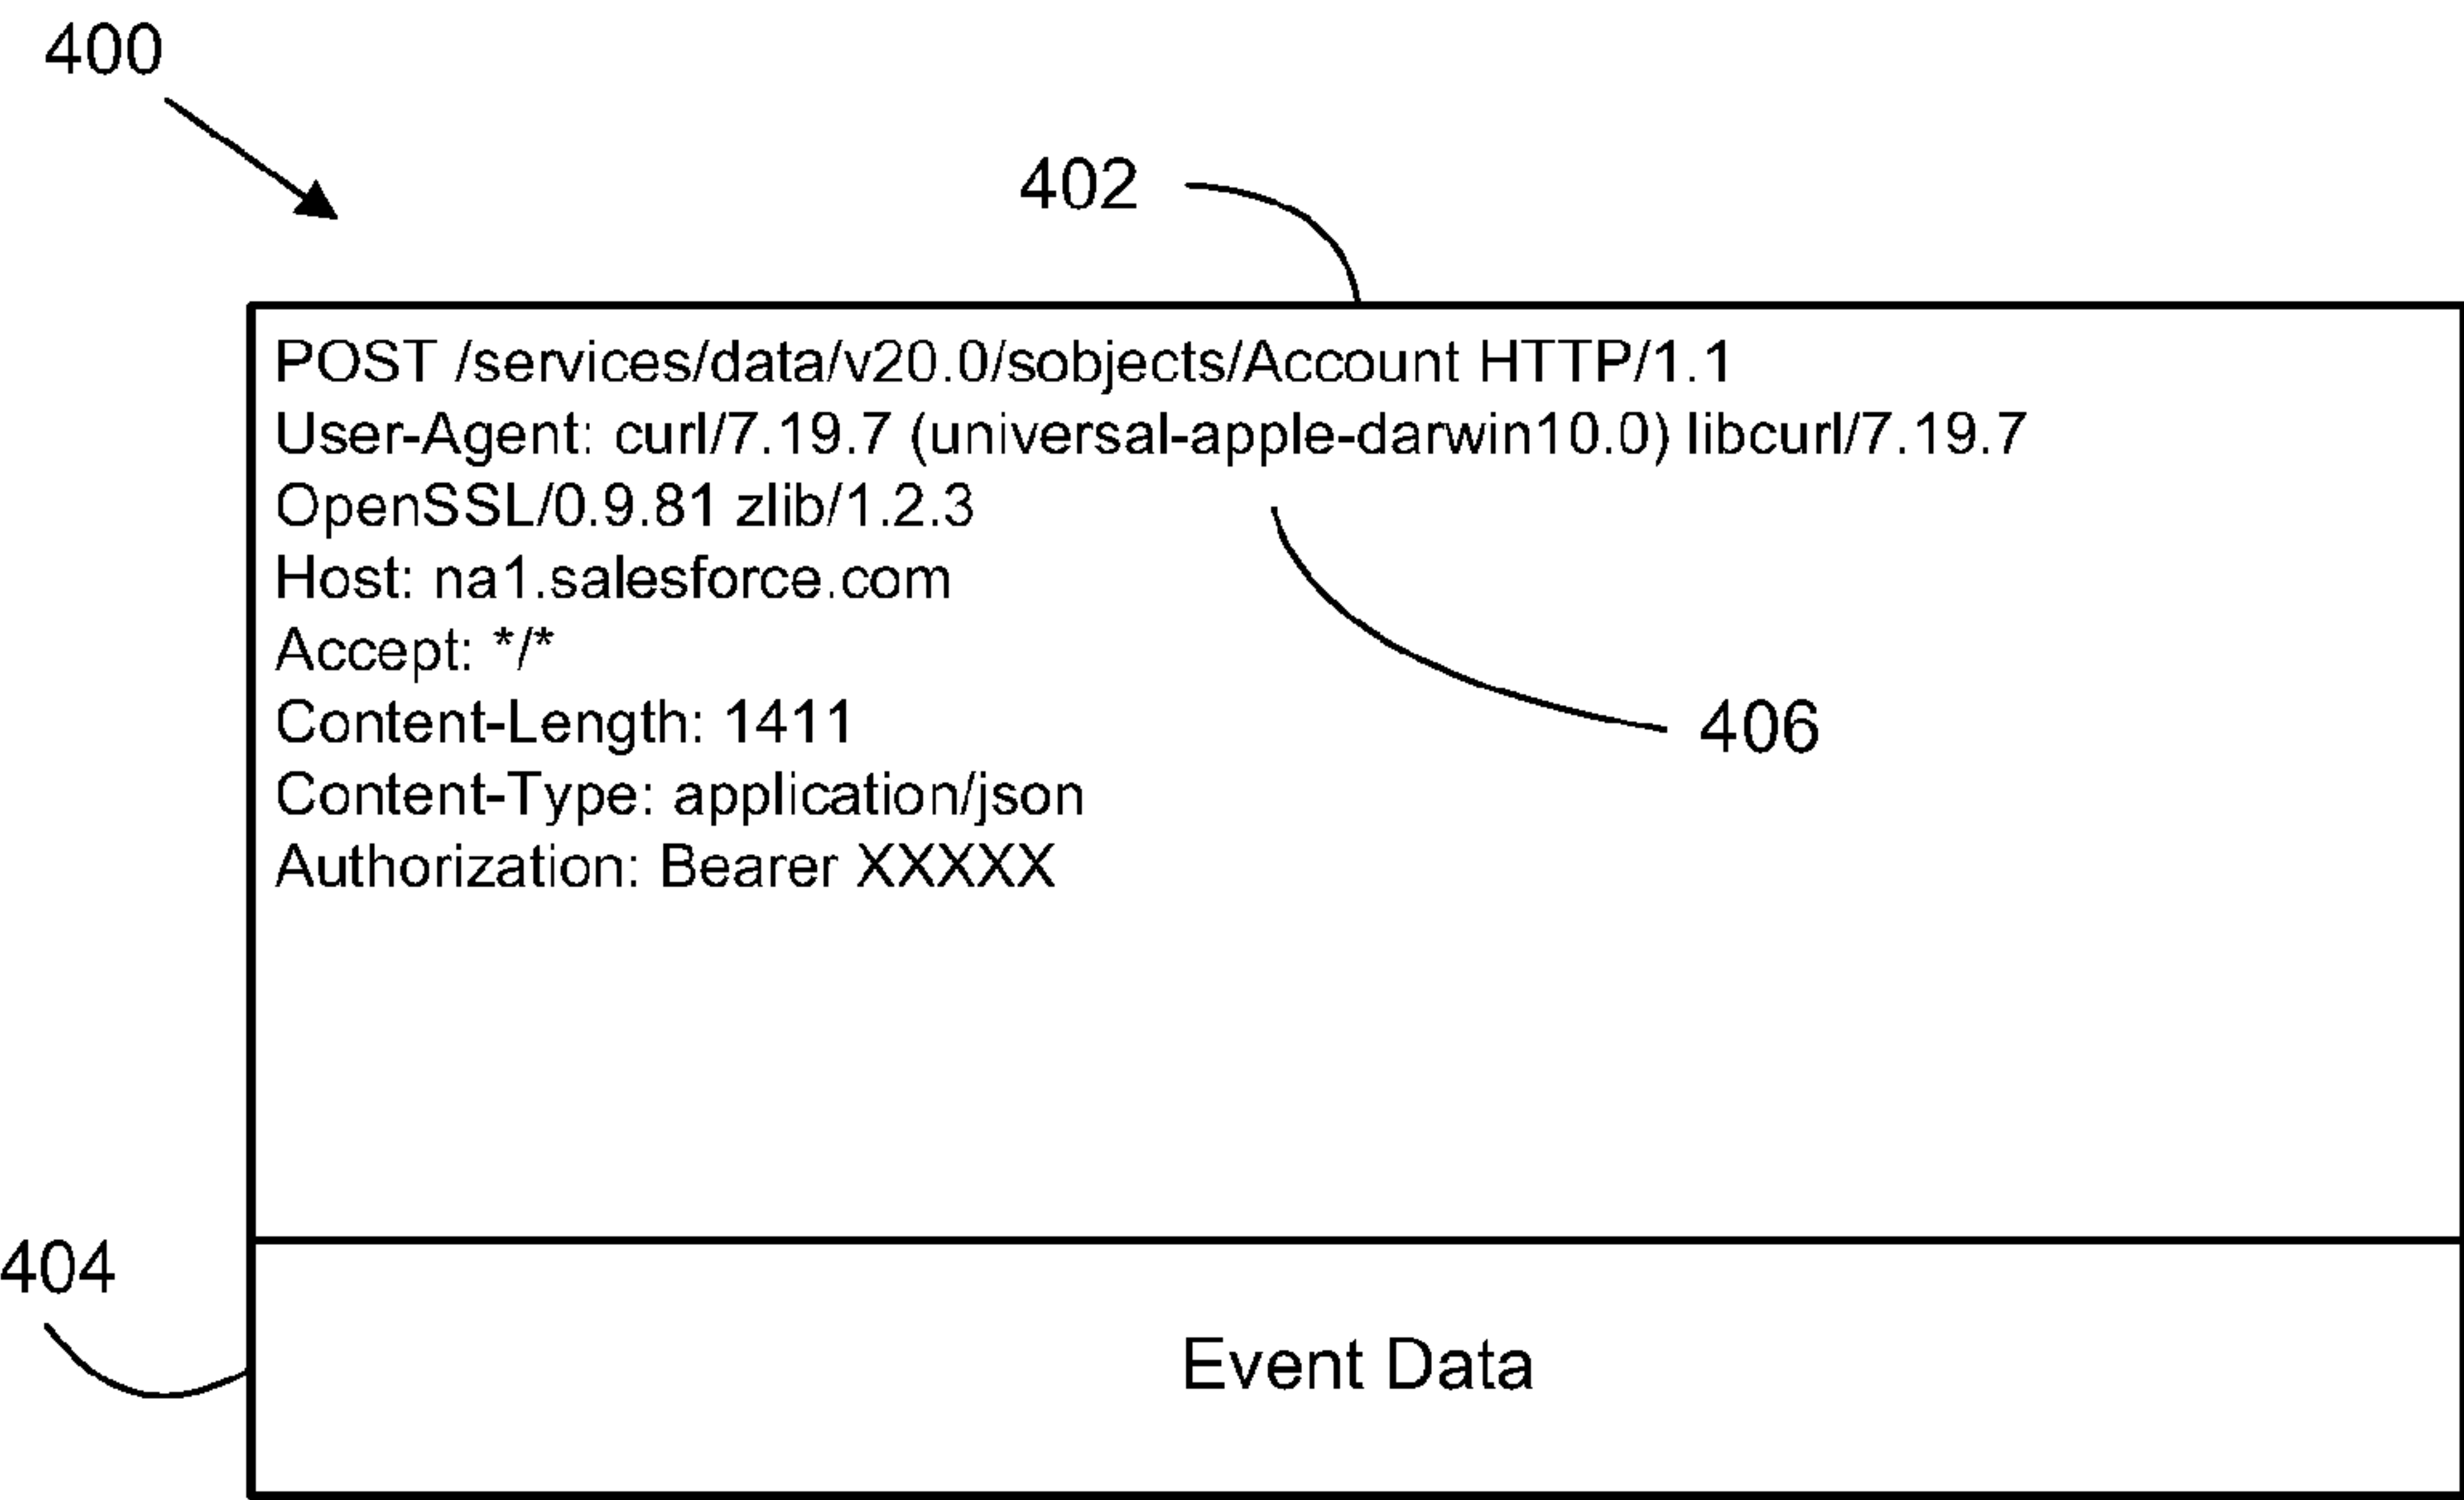 400
402
POST /services/data/v20.0/sobjects/Account HTTP/1.1
User-Agent: curl/7.19.7 (universal-apple-darwin10.0) libcurl/7.19.7
OpenSSL/0.9.81 zlib/1.2.3
Host: na1.salesforce.com
Accept: */*
Content-Length: 1411
406
Content-Type: application/json
Authorization: Bearer XXXXX
404
Event Data